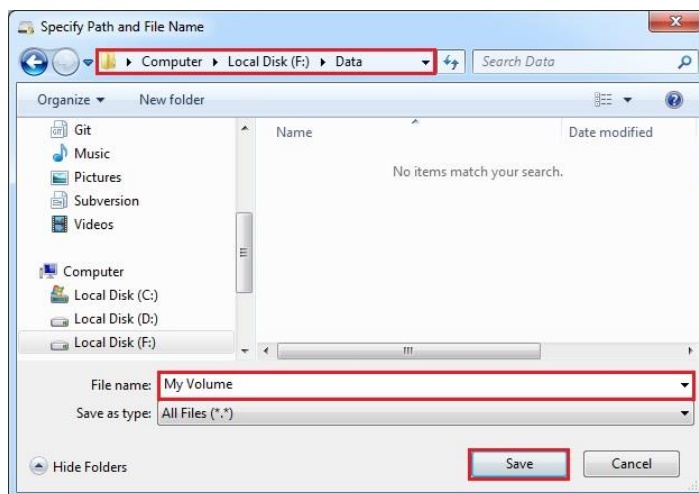 Specify Path and File Name
Computer Local Disk (F:) Data Search Data
Organize New folder
Git
Music
Pictures
Subversion
Videos
Computer
Local Disk (C:)
Local Disk (D:)
Local Disk (F:)
Name Date modified
No items match your search.
File name: My Volume
Save as type: All Files (*.*)
Hide Folders Save Cancel